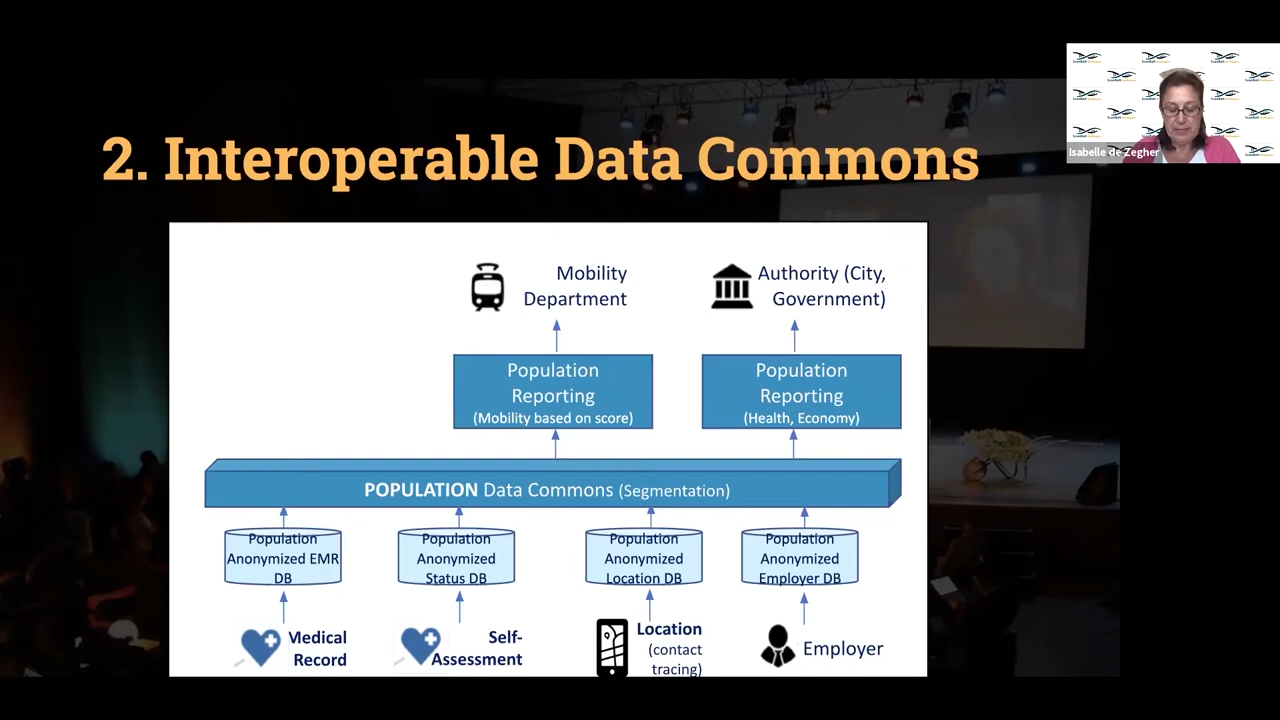 2. Interoperable Data Commons
Isabelle de Zegher
Mobility
Department
Authority (City,
Government)
Population
Reporting
(Mobility based on score)
Population
Reporting
(Health, Economy)
POPULATION Data Commons (Segmentation)
Population
Anonymized EMR
DB
Population
Anonymized
Status DB
Population
Anonymized
Location DB
Population
Anonymized
Employer DB
Medical
Record
Self-
Assessment
Location
(contact
tracing)
Employer